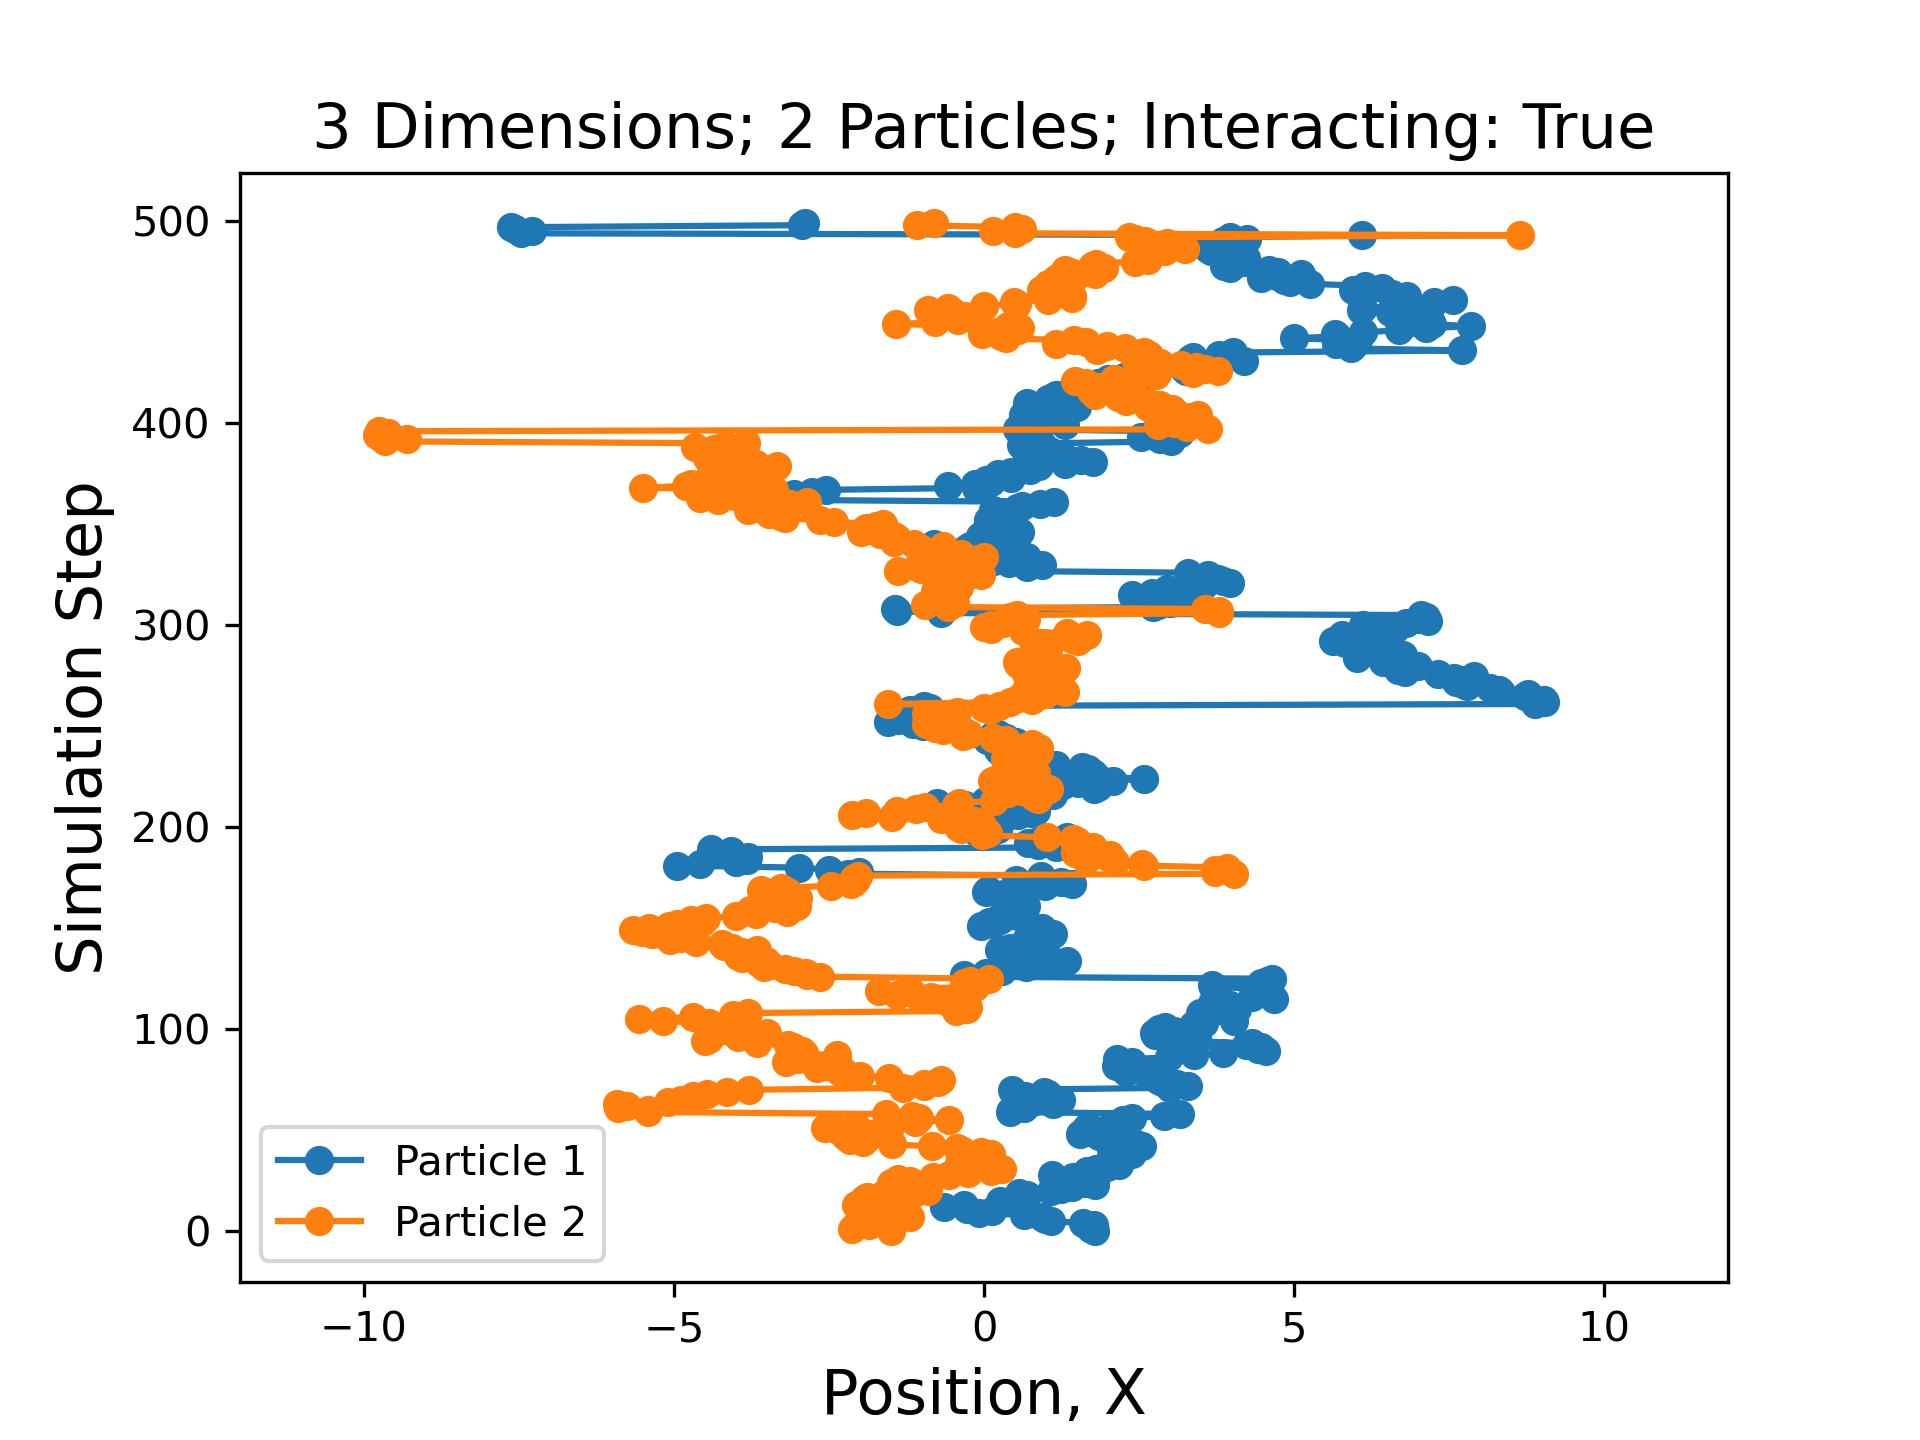 3 Dimensions; 2 Particles; Interacting: True
Simulation Step
500
400
300
200
100
0
Particle 1
Particle 2
−10
−5
0
5
10
Position, X